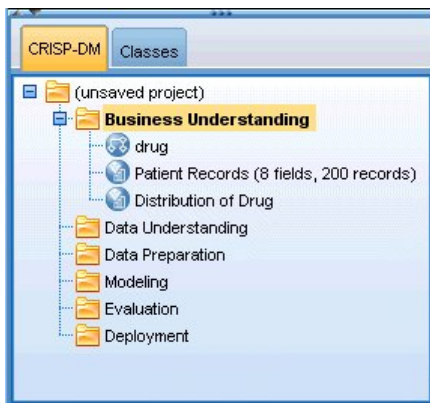 CRISP-DM Classes
(unsaved project)
Business Understanding
drug
Patient Records (8 fields, 200 records)
Distribution of Drug
Data Understanding
Data Preparation
Modeling
Evaluation
Deployment